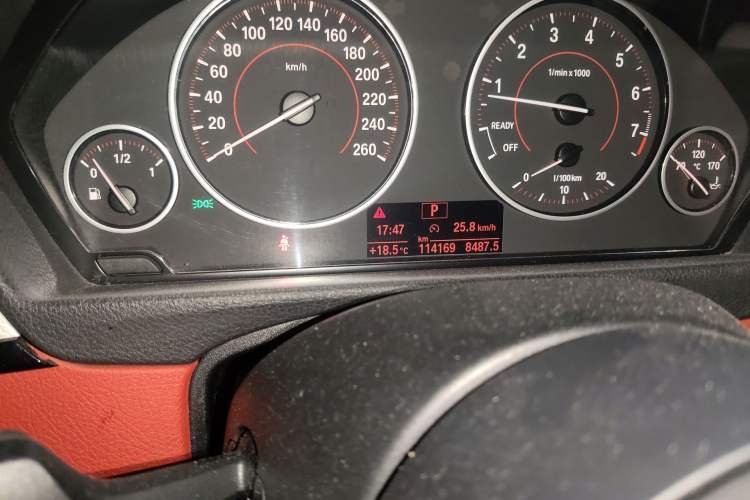 0 1/2 1
0 20 40 60 80 100 120 140 160 180 200 220 240 260
km/h
1 2 3 4 5 6 7
1/min x 1000
READY
OFF
0 10 20
l/100km
70 120 170
°C
P
17:47 25.8 km/h
km
+18.5°C 114169 8487.5